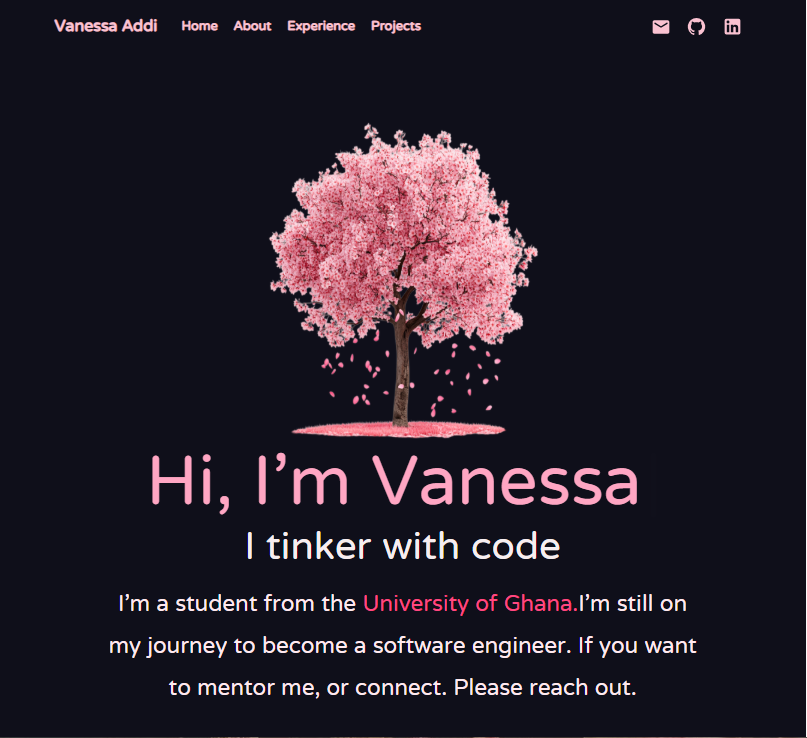 Vanessa Addi Home About Experience Projects
Hi, I’m Vanessa
I tinker with code
I’m a student from the University of Ghana.I’m still on
my journey to become a software engineer. If you want
to mentor me, or connect. Please reach out.